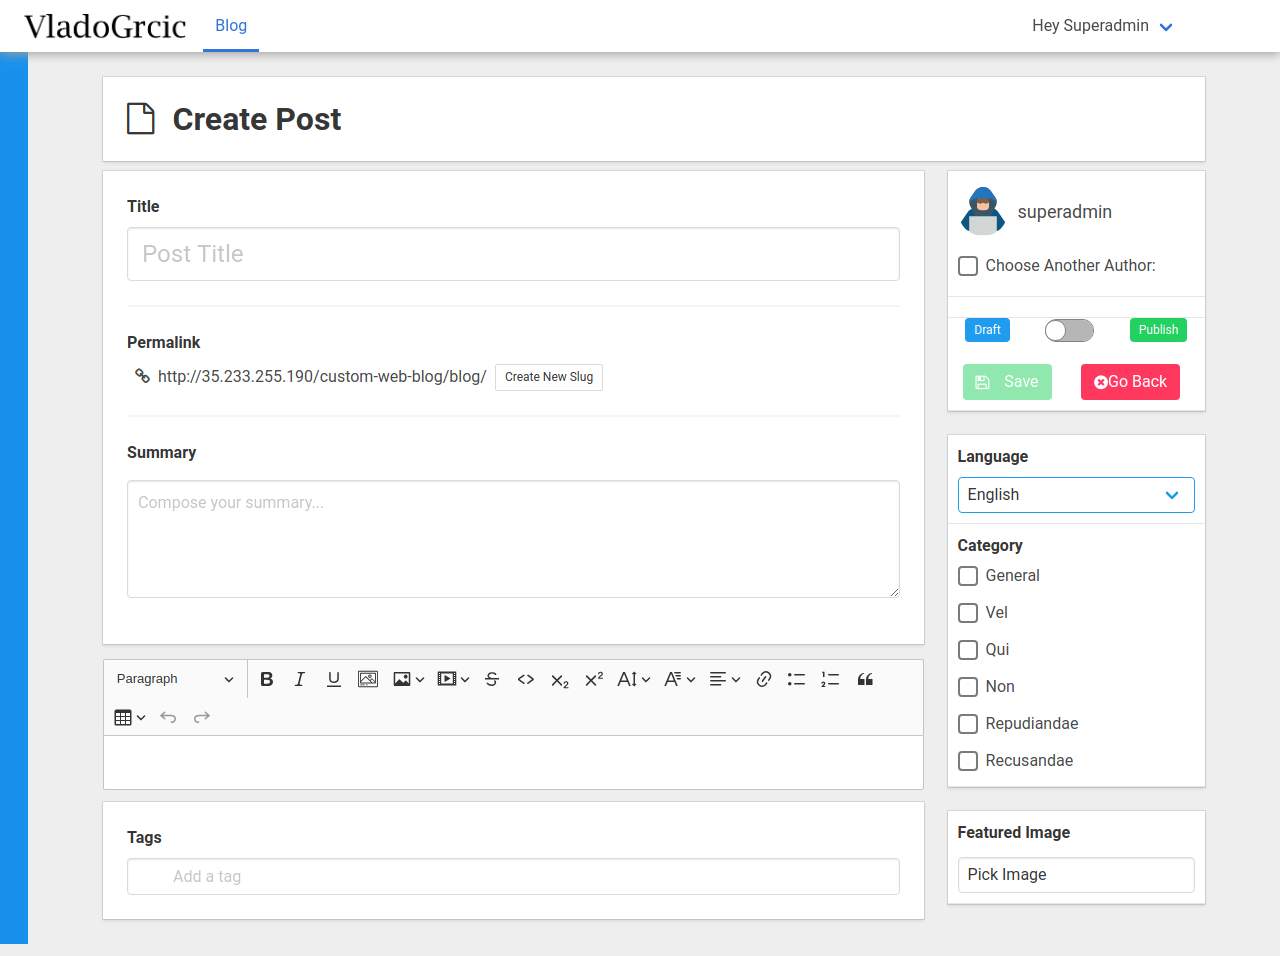 VladoGrcic
Blog
Hey Superadmin
Create Post
Title
Post Title
Permalink
http://35.233.255.190/custom-web-blog/blog/
Create New Slug
Summary
Compose your summary...
Paragraph
Tags
Add a tag
superadmin
Choose Another Author:
Draft
Publish
Save
Go Back
Language
English
Category
General
Vel
Qui
Non
Repudiandae
Recusandae
Featured Image
Pick Image